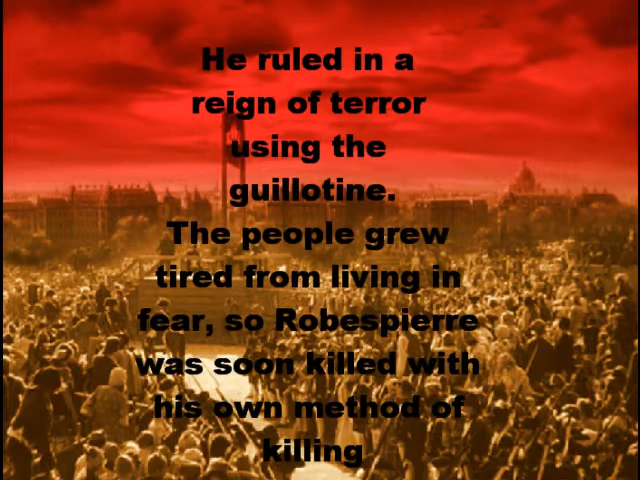 He ruled in a
reign of terror
using the
guillotine.
The people grew
tired from living in
fear, so Robespierre
was soon killed with
his own method of
killing